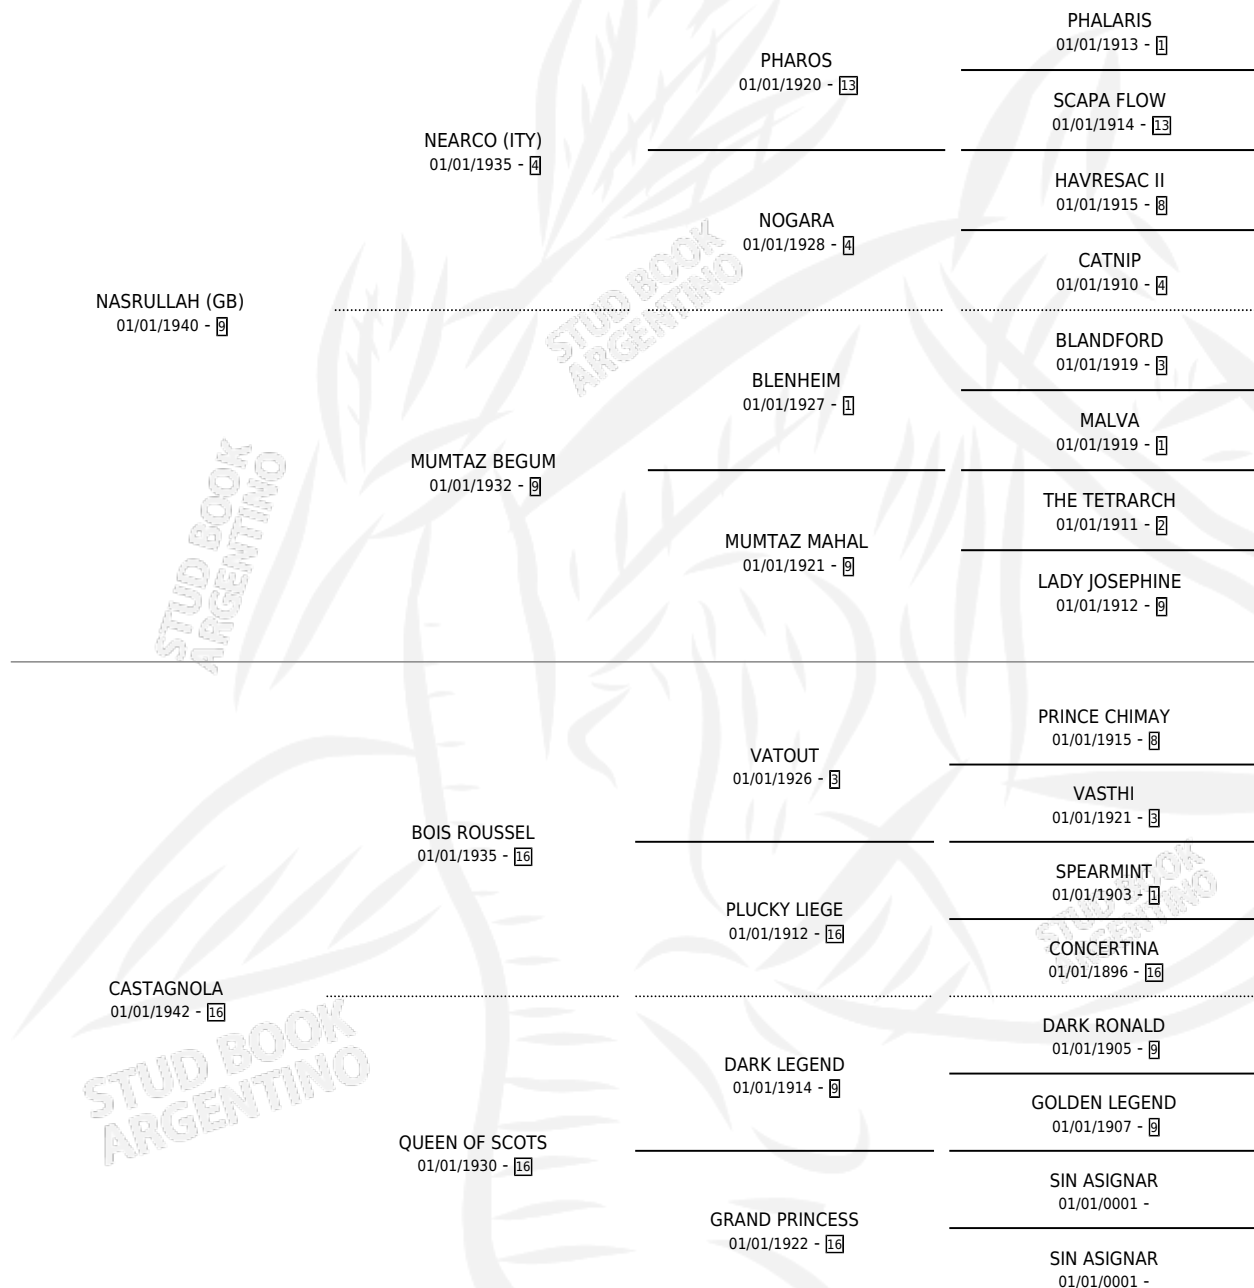 PHALARIS
01/01/1913 - 1
PHAROS
01/01/1920 - 13
SCAPA FLOW
01/01/1914 - 13
NEARCO (ITY)
01/01/1935 - 4
HAVRESAC II
01/01/1915 - 8
NOGARA
01/01/1928 - 4
CATNIP
01/01/1910 - 4
NASRULLAH (GB)
01/01/1940 - 9
BLANDFORD
01/01/1919 - 3
BLENHEIM
01/01/1927 - 1
MALVA
01/01/1919 - 1
MUMTAZ BEGUM
01/01/1932 - 9
THE TETRARCH
01/01/1911 - 2
MUMTAZ MAHAL
01/01/1921 - 9
LADY JOSEPHINE
01/01/1912 - 9
PRINCE CHIMAY
01/01/1915 - 8
VATOUT
01/01/1926 - 3
VASTHI
01/01/1921 - 3
BOIS ROUSSEL
01/01/1935 - 16
SPEARMINT
01/01/1903 - 1
PLUCKY LIEGE
01/01/1912 - 16
CONCERTINA
01/01/1896 - 16
CASTAGNOLA
01/01/1942 - 16
DARK RONALD
01/01/1905 - 9
DARK LEGEND
01/01/1914 - 9
GOLDEN LEGEND
01/01/1907 - 9
QUEEN OF SCOTS
01/01/1930 - 16
SIN ASIGNAR
01/01/0001 -
GRAND PRINCESS
01/01/1922 - 16
SIN ASIGNAR
01/01/0001 -
STUD BOOK
ARGENTINO
STUD BOOK
ARGENTINO
STUD BOOK
ARGENTINO
STUD BOOK
ARGENTINO